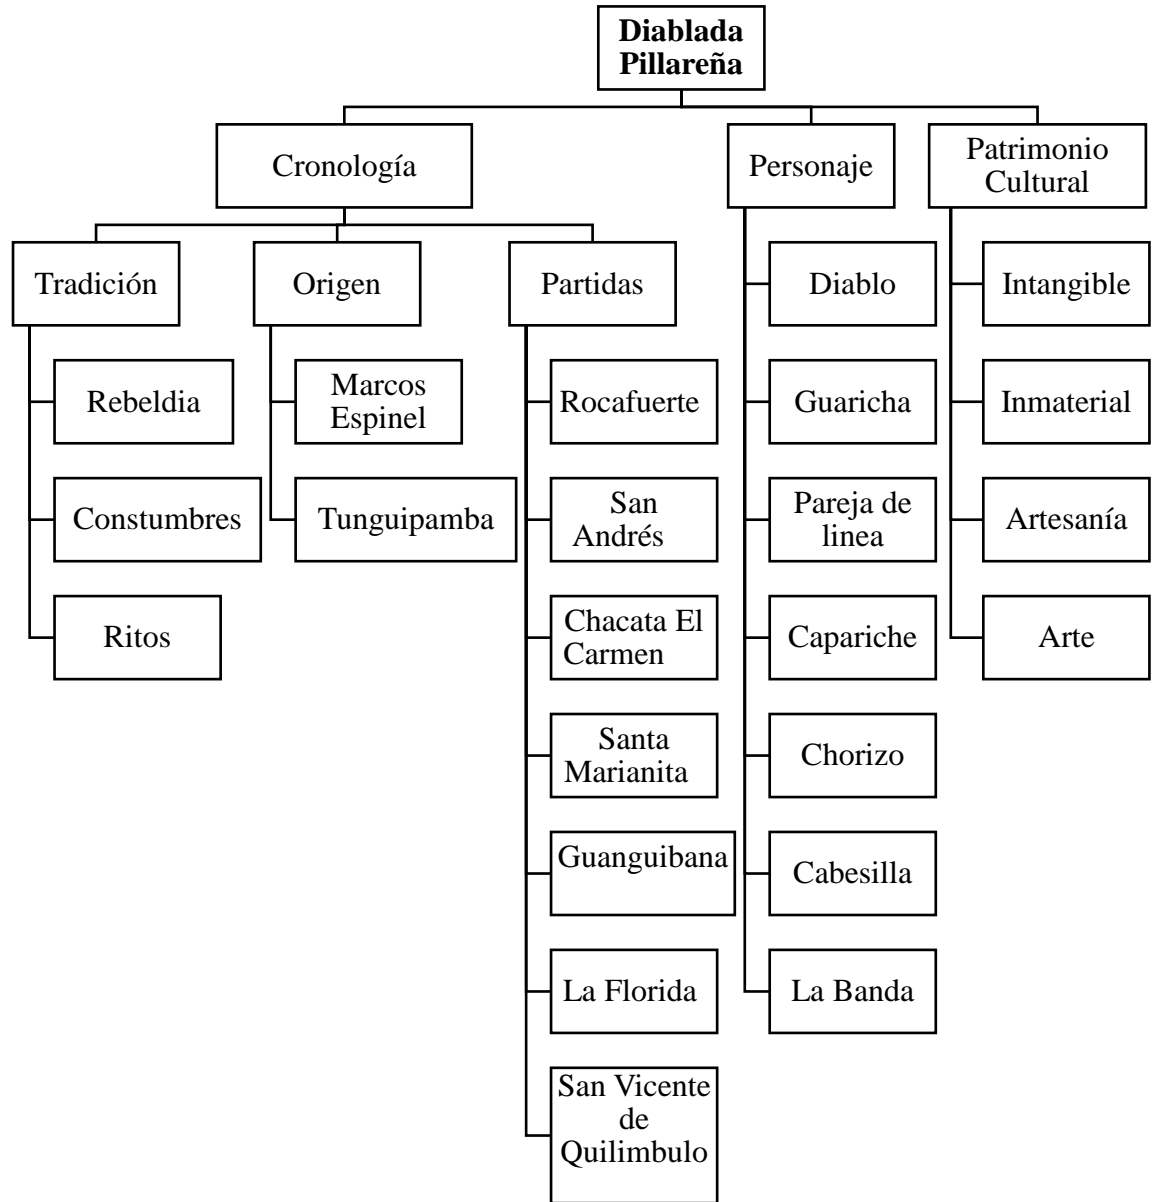 Diablada
Pillareña
Cronología
Personaje
Patrimonio
Cultural
Tradición
Origen
Partidas
Diablo
Intangible
Rebeldia
Marcos
Espinel
Rocafuerte
Guaricha
Inmaterial
Constumbres
Tunguipamba
San
Andrés
Pareja de
linea
Artesanía
Ritos
Chacata El
Carmen
Capariche
Arte
Santa
Marianita
Chorizo
Guanguibana
Cabesilla
La Florida
La Banda
San Vicente
de
Quilimbulo